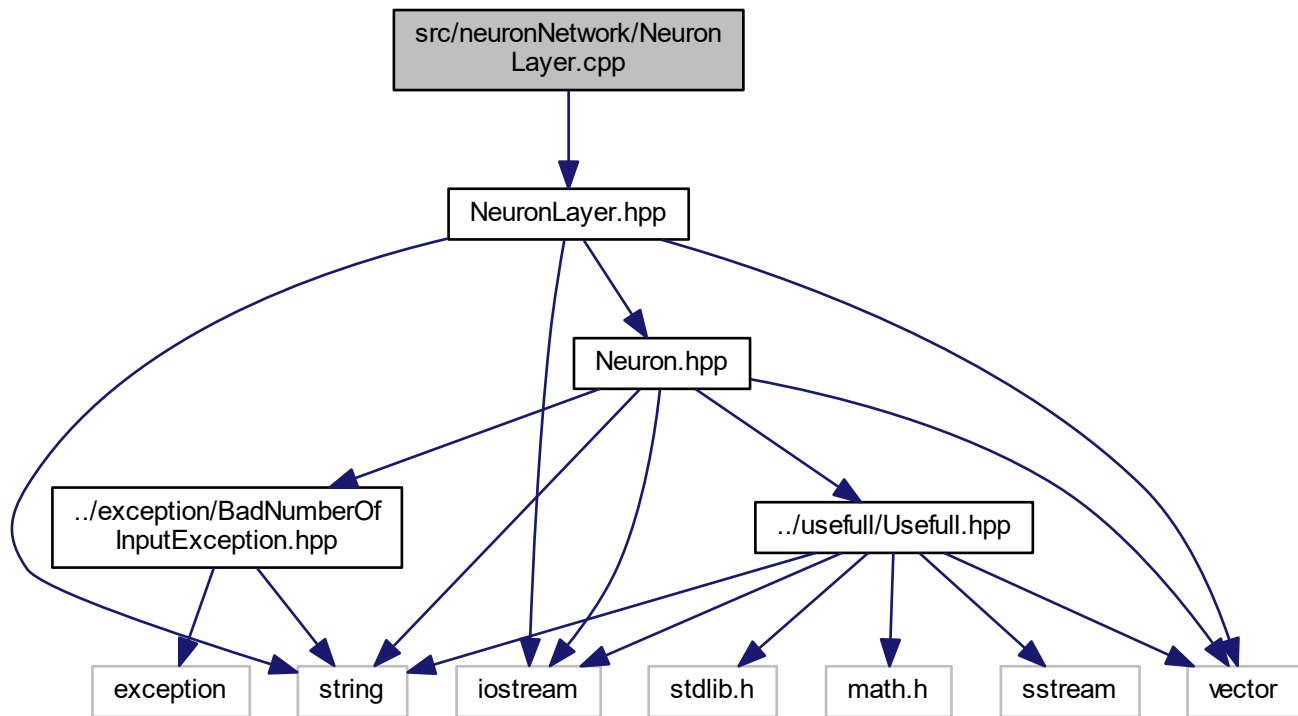 src/neuronNetwork/Neuron
Layer.cpp
NeuronLayer.hpp
Neuron.hpp
../exception/BadNumberOf
InputException.hpp
../usefull/Usefull.hpp
exception
string
iostream
stdlib.h
math.h
sstream
vector